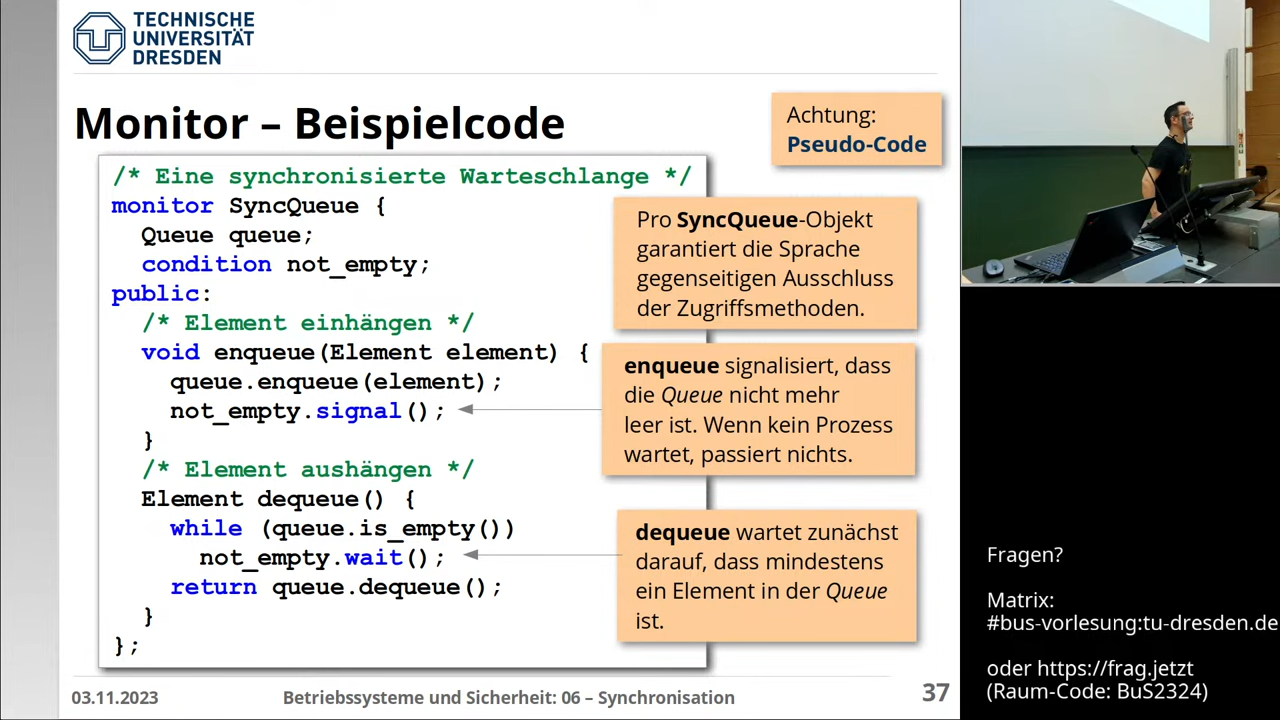 TECHNISCHE
UNIVERSITÄT
DRESDEN
Monitor – Beispielcode
Achtung:
Pseudo-Code
/* Eine synchronisierte Warteschlange */
monitor SyncQueue {
Queue queue;
condition not_empty;
public:
/* Element einhängen */
void enqueue(Element element) {
queue.enqueue(element);
not_empty.signal();
}
/* Element aushängen */
Element dequeue() {
while (queue.is_empty())
not_empty.wait();
return queue.dequeue();
}
};
Pro SyncQueue-Objekt
garantiert die Sprache
gegenseitigen Ausschluss
der Zugriffsmethoden.
enqueue signalisiert, dass
die Queue nicht mehr
leer ist. Wenn kein Prozess
wartet, passiert nichts.
dequeue wartet zunächst
darauf, dass mindestens
ein Element in der Queue
ist.
03.11.2023
Betriebssysteme und Sicherheit: 06 – Synchronisation
37
Fragen?
Matrix:
#bus-vorlesung:tu-dresden.de
oder https://frag.jetzt
(Raum-Code: BuS2324)